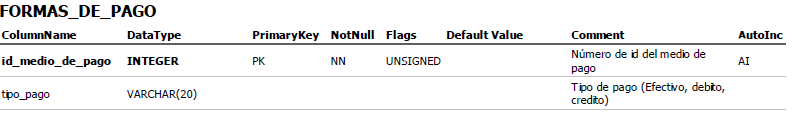 FORMAS_DE_PAGO
ColumnName DataType PrimaryKey NotNull Flags Default Value Comment AutoInc
id_medio_de_pago INTEGER PK NN UNSIGNED Número de id del medio de pago AI
tipo_pago VARCHAR(20) Tipo de pago (Efectivo, debito, credito)